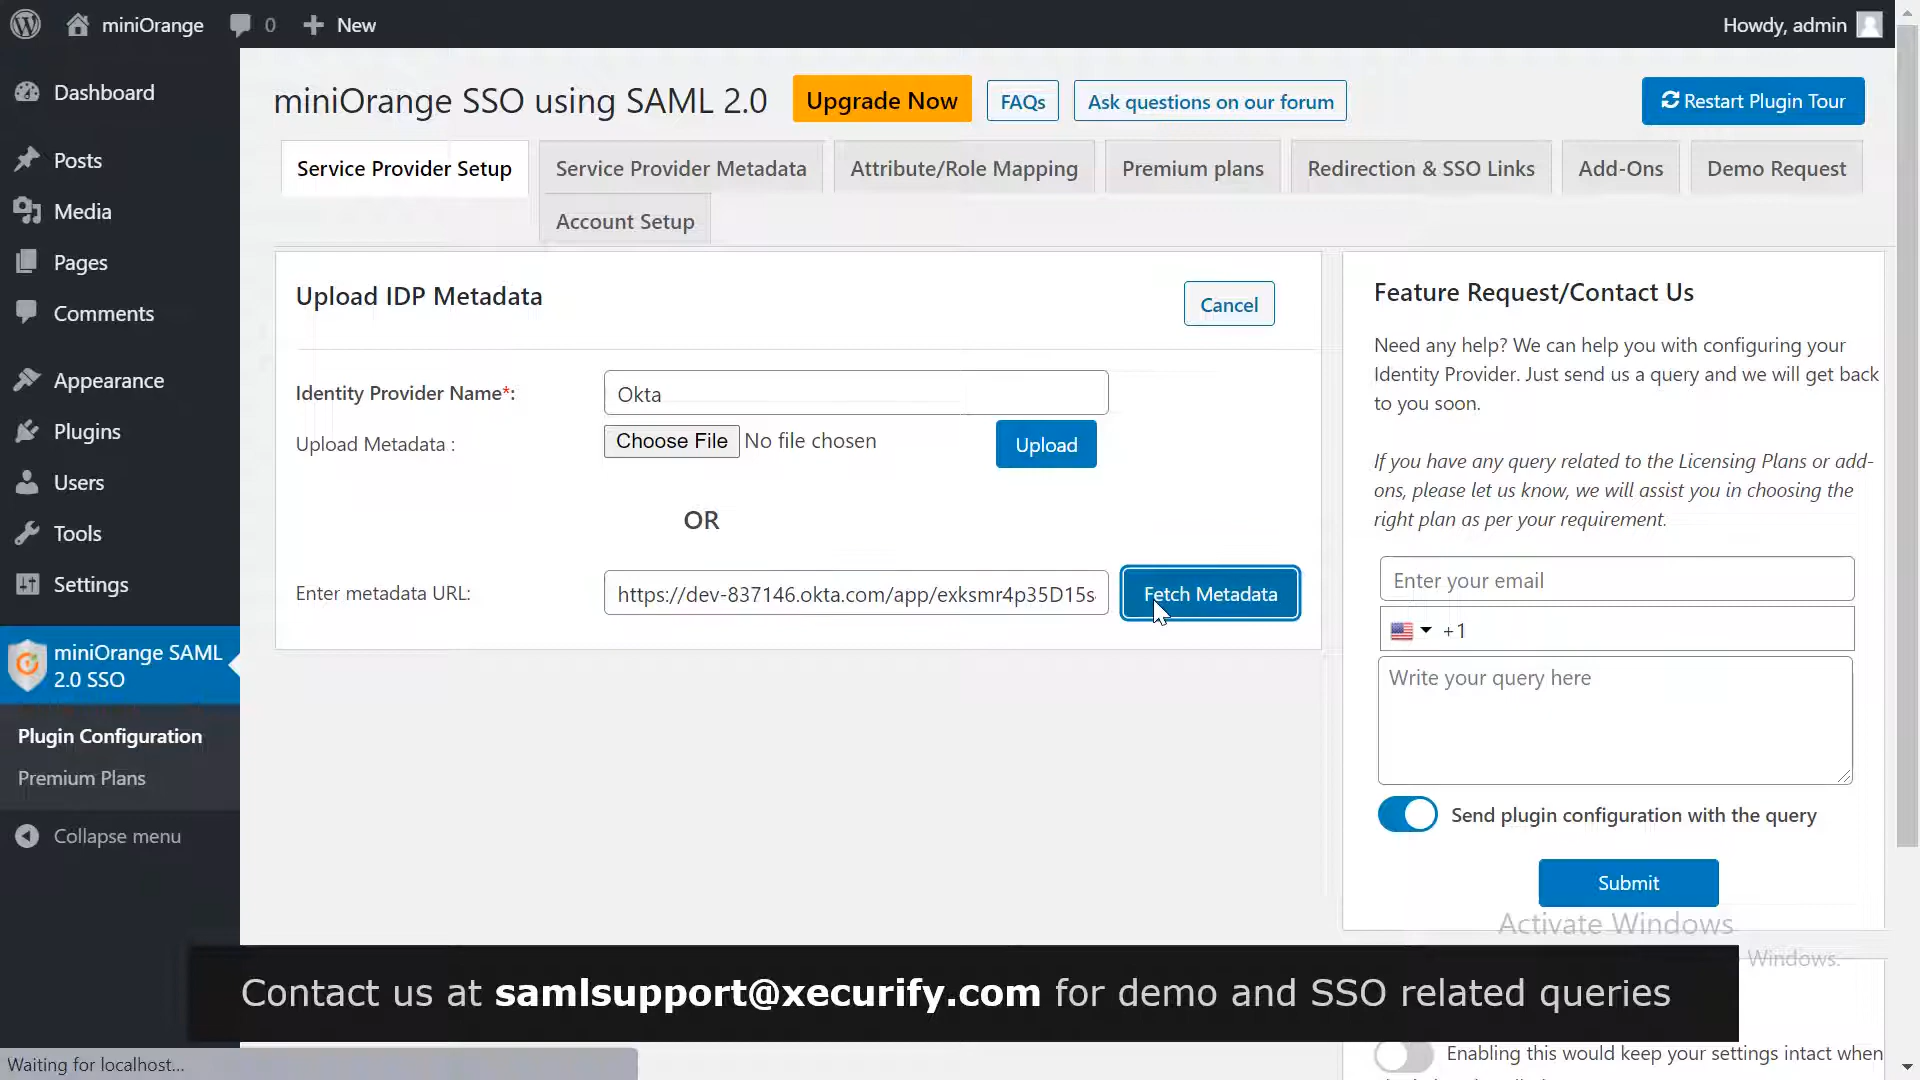 miniOrange
0
New
Howdy, admin
Dashboard
Posts
Media
Pages
Comments
Appearance
Plugins
Users
Tools
Settings
miniOrange SAML
2.0 SSO
Plugin Configuration
Premium Plans
Collapse menu
miniOrange SSO using SAML 2.0
Upgrade Now
FAQs
Ask questions on our forum
Restart Plugin Tour
Service Provider Setup
Service Provider Metadata
Attribute/Role Mapping
Premium plans
Redirection & SSO Links
Add-Ons
Demo Request
Account Setup
Upload IDP Metadata
Cancel
Identity Provider Name*:
Okta
Upload Metadata :
Choose File No file chosen
Upload
OR
Enter metadata URL:
https://dev-837146.okta.com/app/exksmr4p35D15s
Fetch Metadata
Feature Request/Contact Us
Need any help? We can help you with configuring your
Identity Provider. Just send us a query and we will get back
to you soon.
If you have any query related to the Licensing Plans or add-
ons, please let us know, we will assist you in choosing the
right plan as per your requirement.
Enter your email
+1
Write your query here
Send plugin configuration with the query
Submit
Activate Windows
Windows.
Contact us at samlsupport@xecurify.com for demo and SSO related queries
Enabling this would keep your settings intact when
Waiting for localhost...